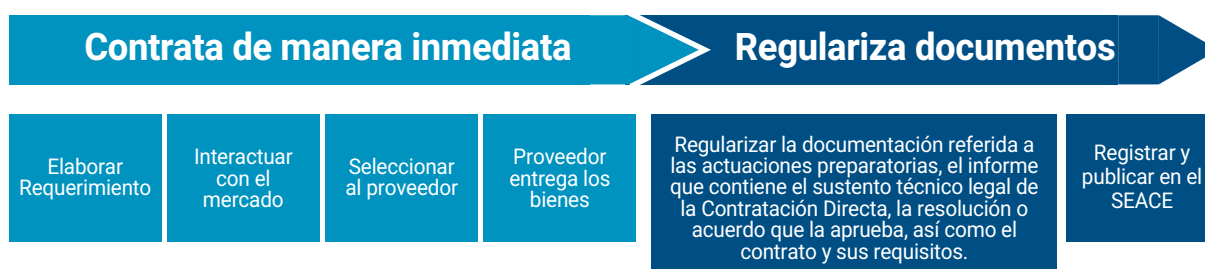 Contrata de manera inmediata
Regulariza documentos
Elaborar
Requerimiento
Interactuar
con el
mercado
Seleccionar
al proveedor
Proveedor
entrega los
bienes
Regularizar la documentación referida a
las actuaciones preparatorias, el informe
que contiene el sustento técnico legal de
la Contratación Directa, la resolución o
acuerdo que la aprueba, así como el
contrato y sus requisitos.
Registrar y
publicar en el
SEACE